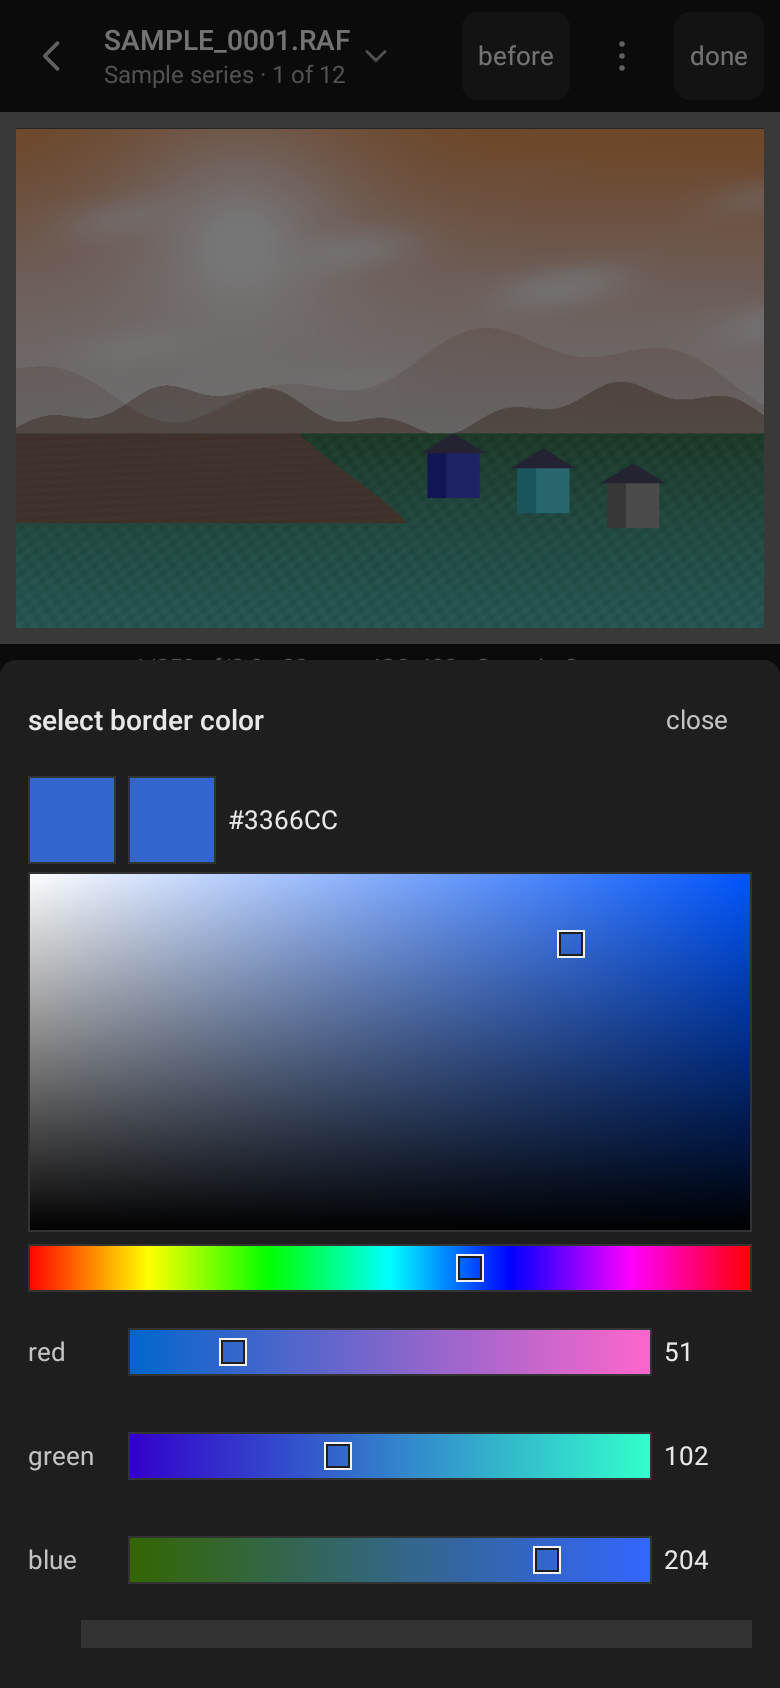 SAMPLE_0001.RAF
Sample series · 1 of 12
before
done
select border color
close
#3366CC
red
51
green
102
blue
204